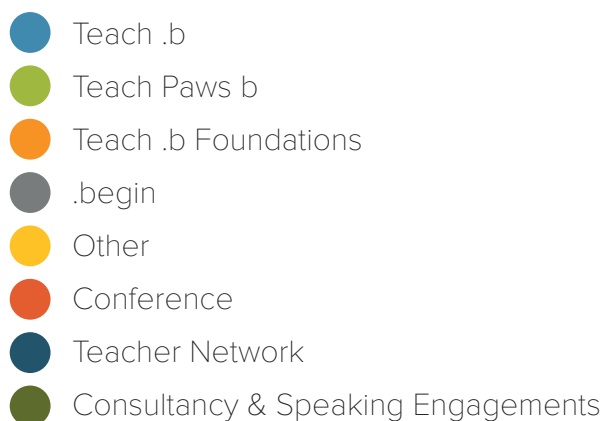 Teach .b
Teach Paws b
Teach .b Foundations
.begin
Other
Conference
Teacher Network
Consultancy & Speaking Engagements